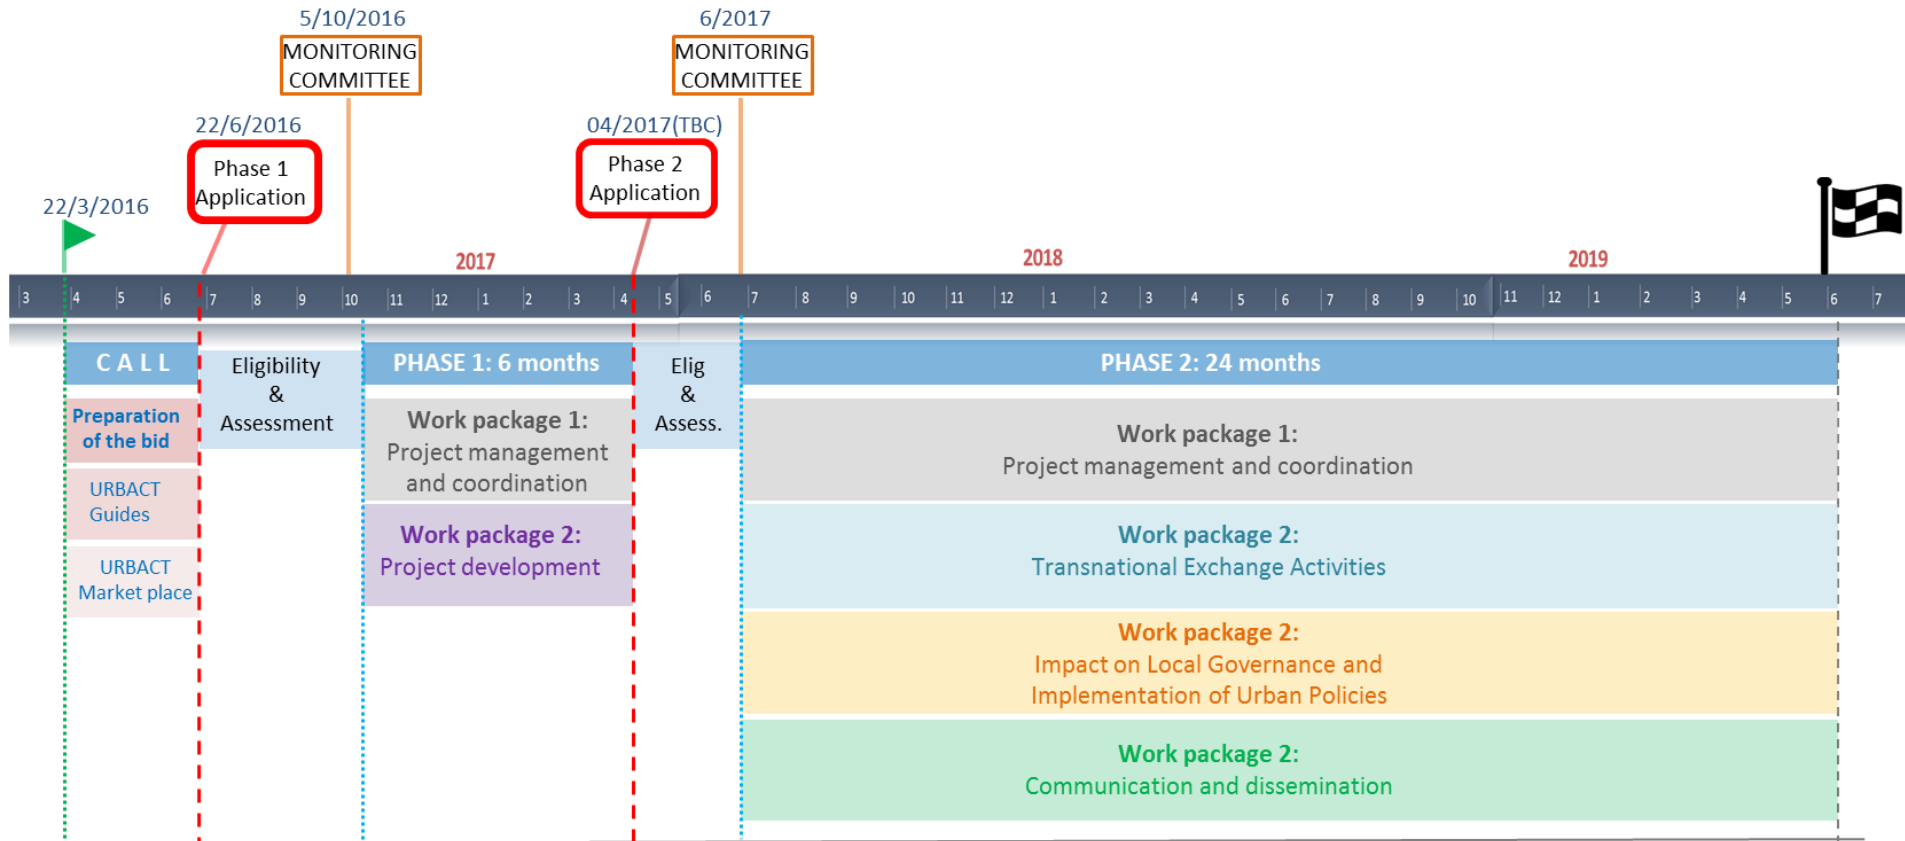 5/10/2016
MONITORING
COMMITTEE
6/2017
MONITORING
COMMITTEE
22/6/2016
Phase 1
Application
04/2017(TBC)
Phase 2
Application
22/3/2016
2017
2018
2019
3 4 5 6 7 8 9 10 11 12 1 2 3 4 5 6 7 8 9 10 11 12 1 2 3 4 5 6 7 8 9 10 11 12 1 2 3 4 5 6 7
C A L L
Preparation
of the bid
URBACT
Guides
URBACT
Market place
Eligibility
&
Assessment
PHASE 1: 6 months
Work package 1:
Project management
and coordination
Work package 2:
Project development
Elig
&
Assess.
PHASE 2: 24 months
Work package 1:
Project management and coordination
Work package 2:
Transnational Exchange Activities
Work package 2:
Impact on Local Governance and
Implementation of Urban Policies
Work package 2:
Communication and dissemination